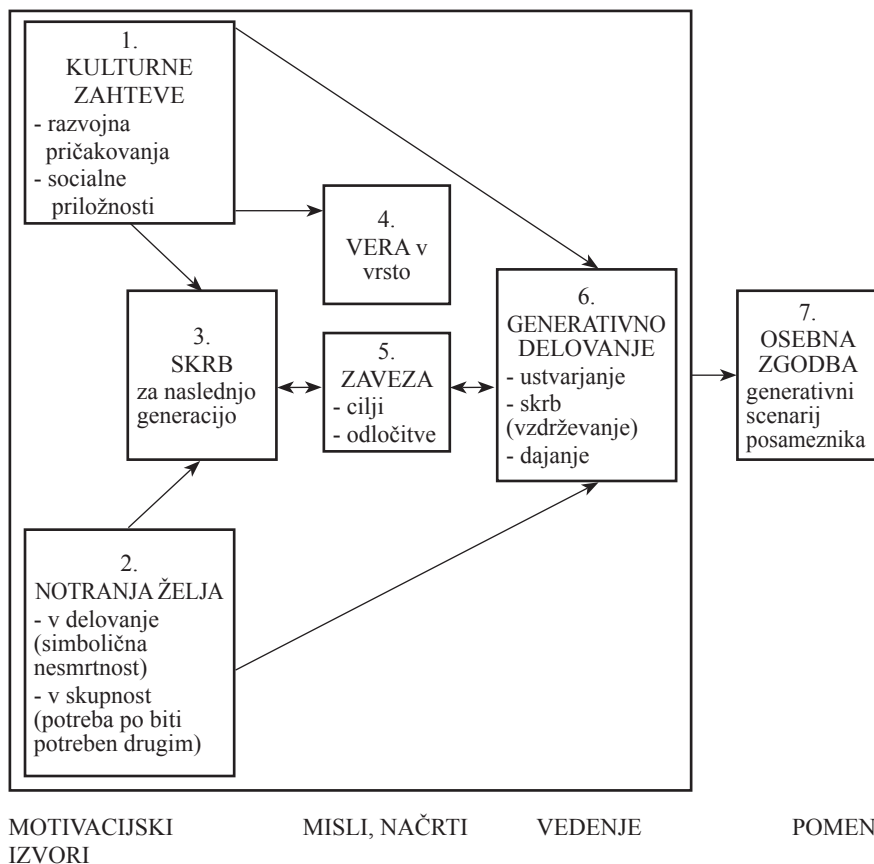 1.
KULTURNE
ZAHTEVE
- razvojna
pričakovanja
- socialne
priložnosti
4.
VERA v
vrsto
3.
SKRB
za naslednjo
generacijo
5.
ZAVEZA
- cilji
- odločitve
6.
GENERATIVNO
DELOVANJE
- ustvarjanje
- skrb
(vzdrževanje)
- dajanje
7.
OSEBNA
ZGODBA
generativni
scenarij
posameznika
2.
NOTRANJA ŽELJA
- v delovanje
(simbolična
nesmrtnost)
- v skupnost
(potreba po biti
potreben drugim)
MOTIVACIJSKI
IZVORI
MISLI, NAČRTI
VEDENJE
POMEN